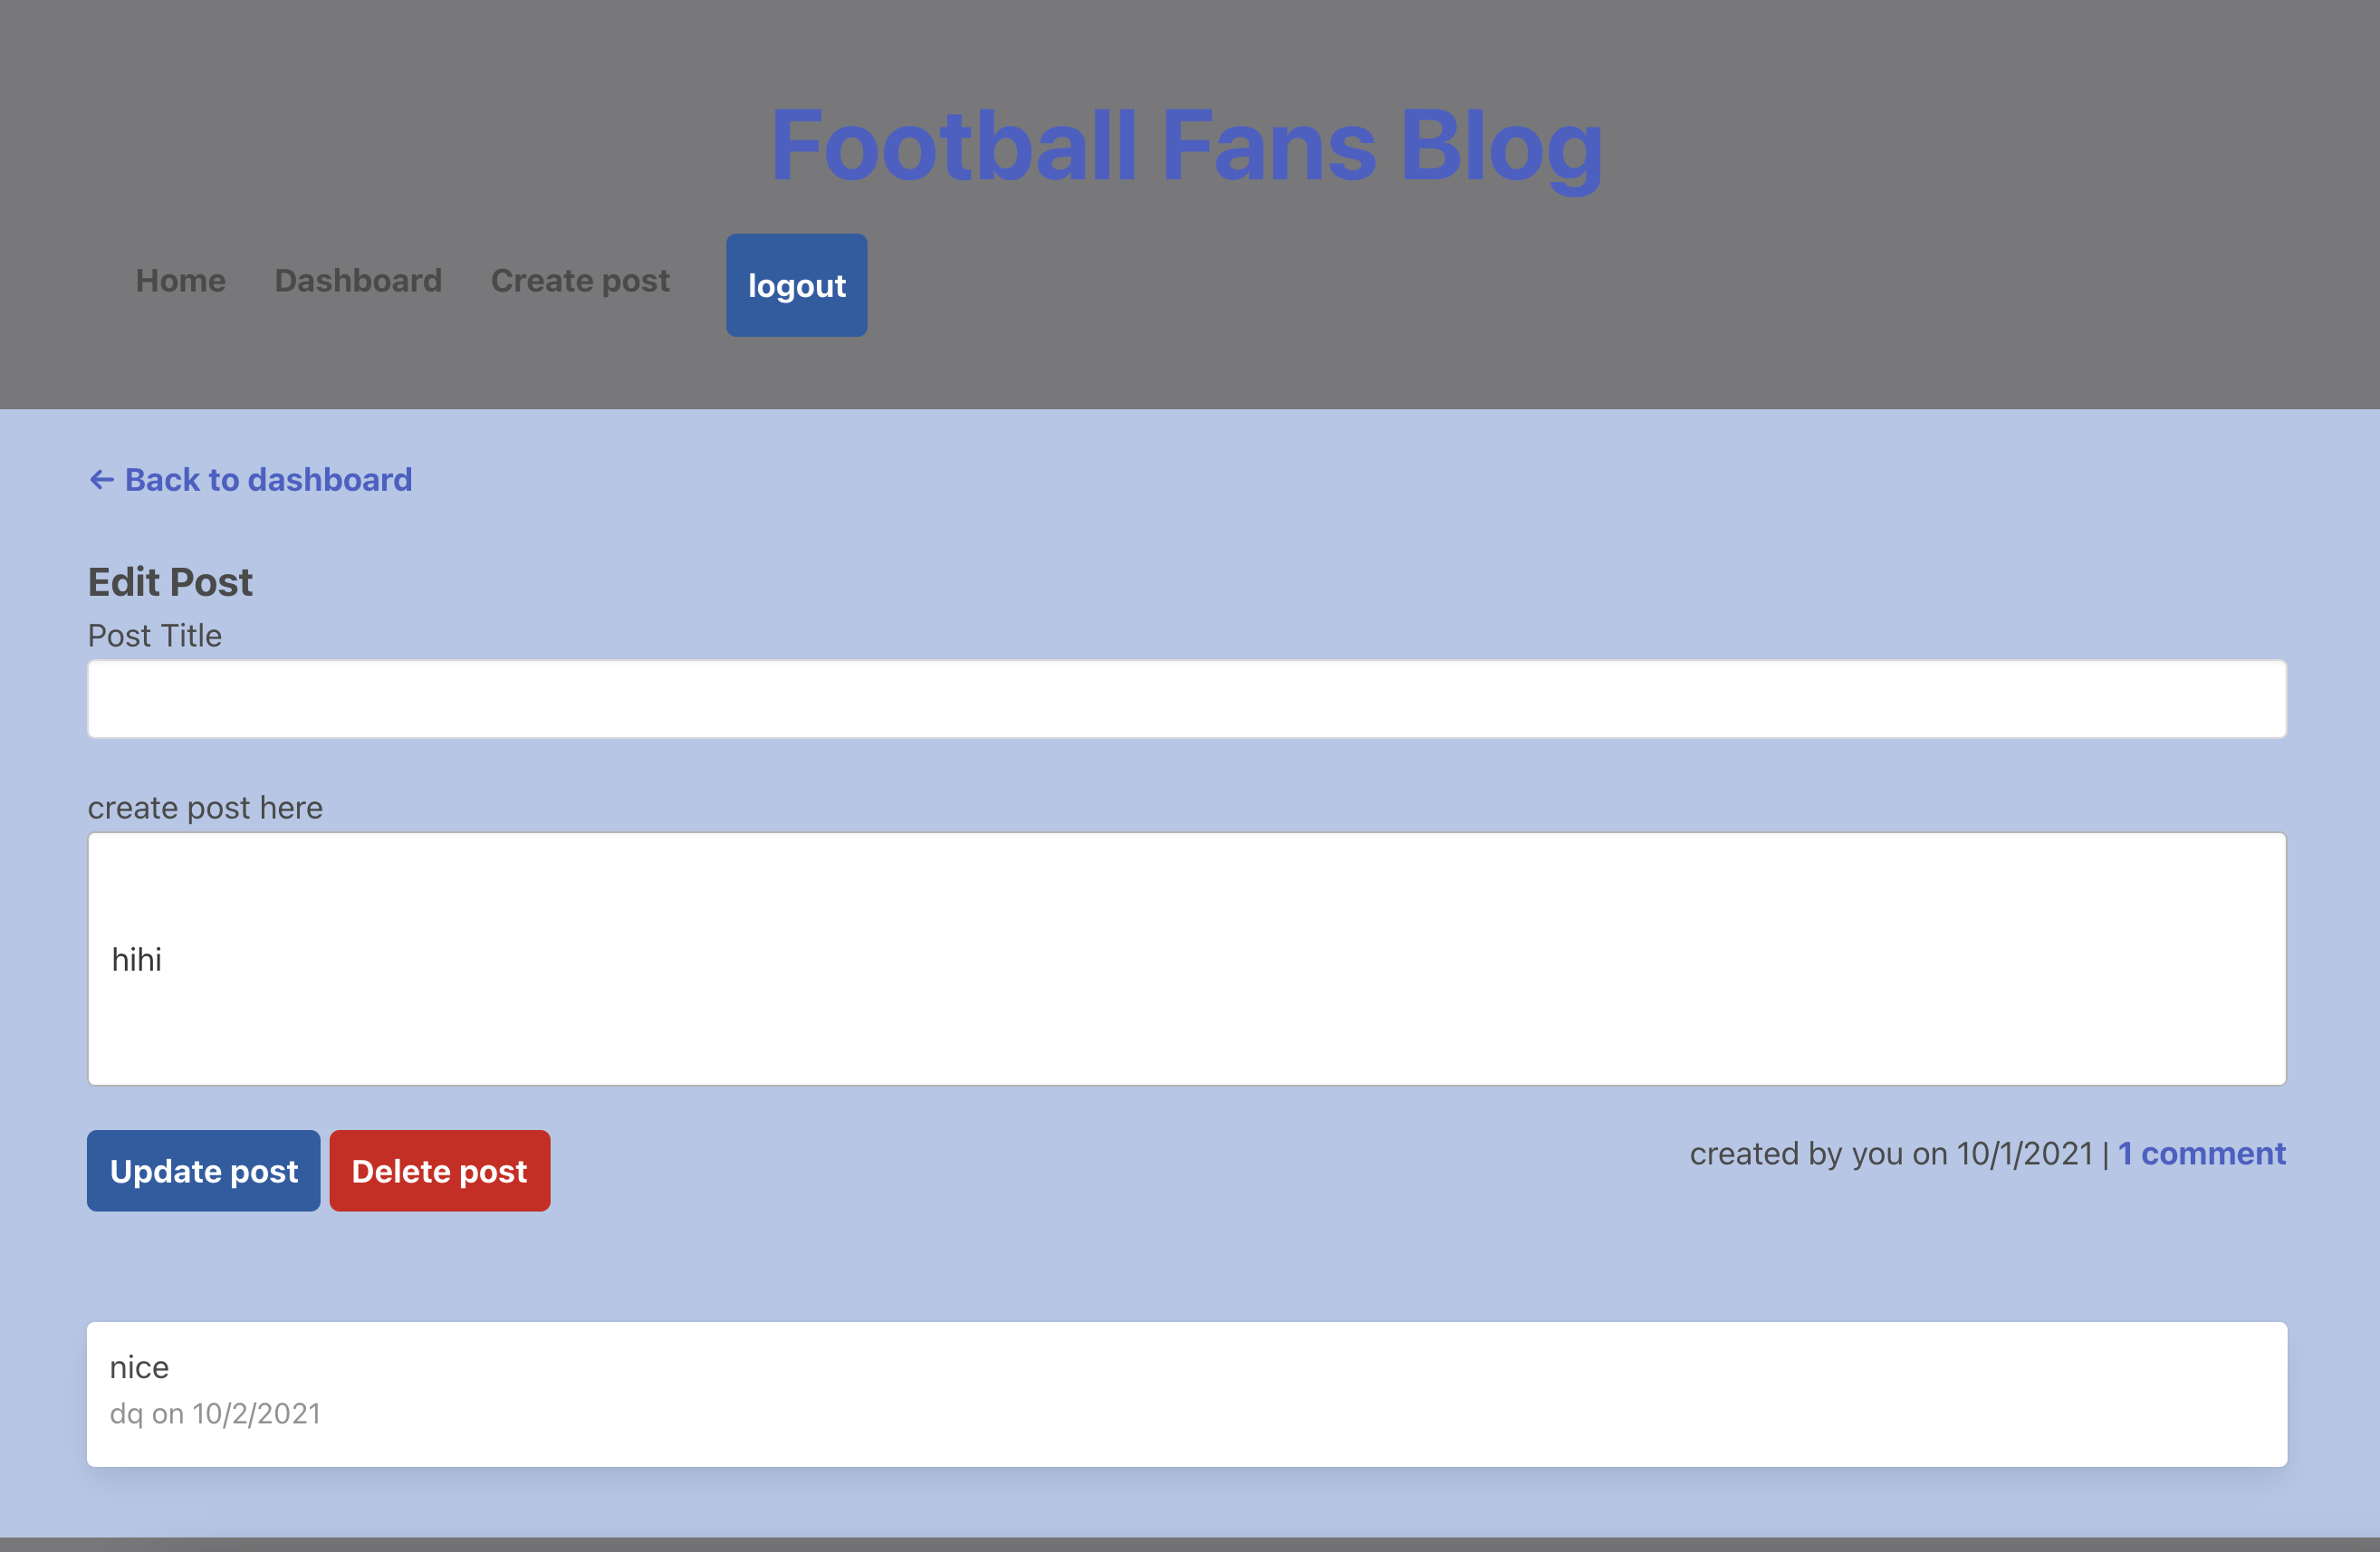 Football Fans Blog
Home Dashboard Create post logout
← Back to dashboard
Edit Post
Post Title
create post here
hihi
Update post Delete post created by you on 10/1/2021 | 1 comment
nice
dq on 10/2/2021